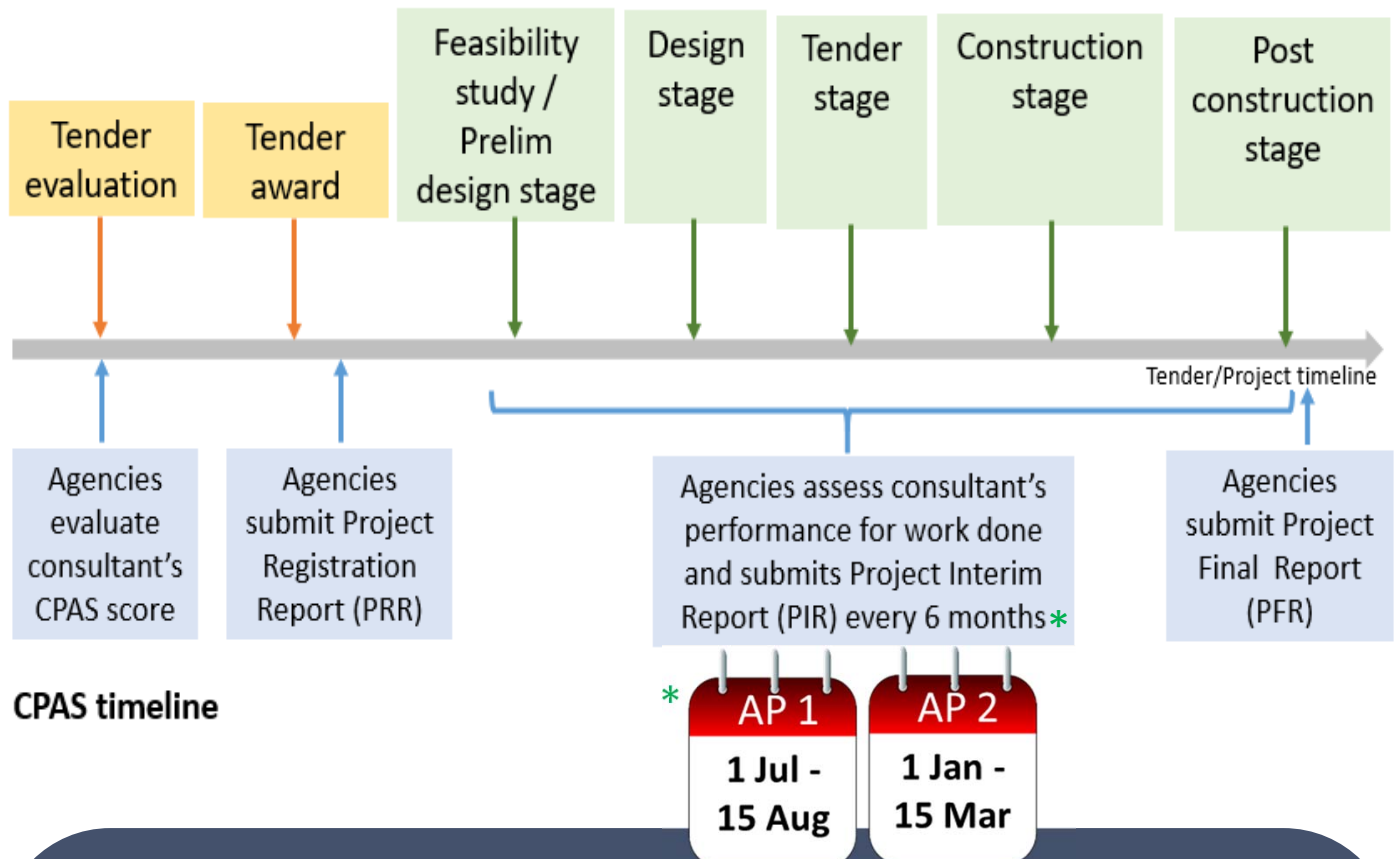 Feasibility
study /
Prelim
design stage
Design
stage
Tender
stage
Construction
stage
Post
construction
stage
Tender
evaluation
Tender
award
Tender/Project timeline
Agencies
evaluate
consultant's
CPAS score
Agencies
submit Project
Registration
Report (PRR)
Agencies assess consultant's
performance for work done
and submits Project Interim
Report (PIR) every 6 months*
Agencies
submit Project
Final Report
(PFR)
CPAS timeline
*
AP 1
1 Jul -
15 Aug
AP 2
1 Jan -
15 Mar